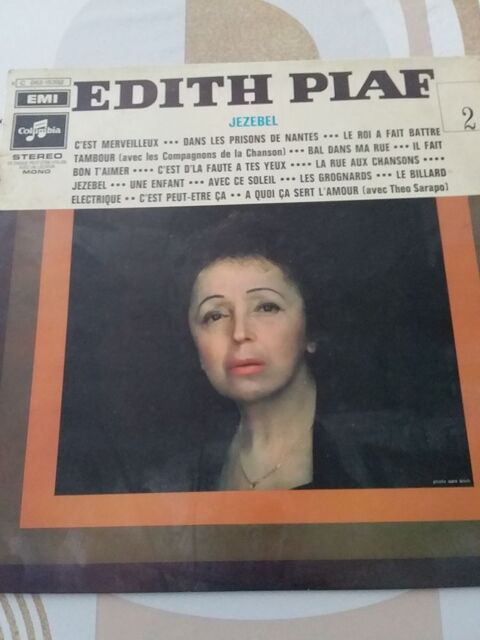 EDITH PIAF
EMI
Columbia
STEREO
MONO
2
JEZEBEL
C'EST MERVEILLEUX ••• DANS LES PRISONS DE NANTES ••• LE ROI A FAIT BATTRE
TAMBOUR (avec les Compagnons de la Chanson) ••• BAL DANS MA RUE ••• IL FAIT
BON T'AIMER •••• C'EST D'LA FAUTE A TES YEUX •••• LA RUE AUX CHANSONS ••••
JEZEBEL ••• UNE ENFANT ••• AVEC CE SOLEIL ••• LES GROGNARDS ••• LE BILLARD
ELECTRIQUE •• C'EST PEUT-ETRE ÇA •• A QUOI ÇA SERT L'AMOUR (avec Theo Sarapo)